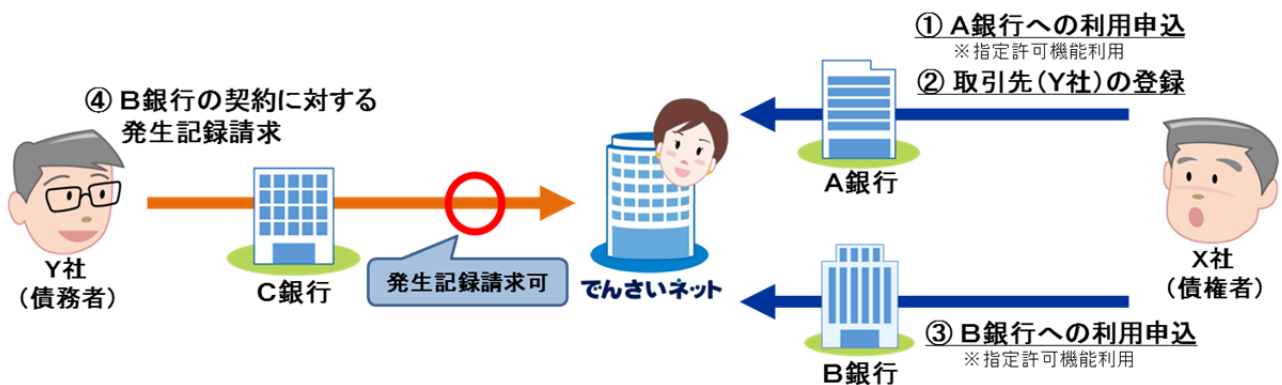 ① A銀行への利用申込
※指定許可機能利用
② 取引先（Y社）の登録
④ B銀行の契約に対する
発生記録請求
A銀行
Y社
（債務者）
C銀行
発生記録請求可
でんさいネット
X社
（債権者）
③ B銀行への利用申込
※指定許可機能利用
B銀行